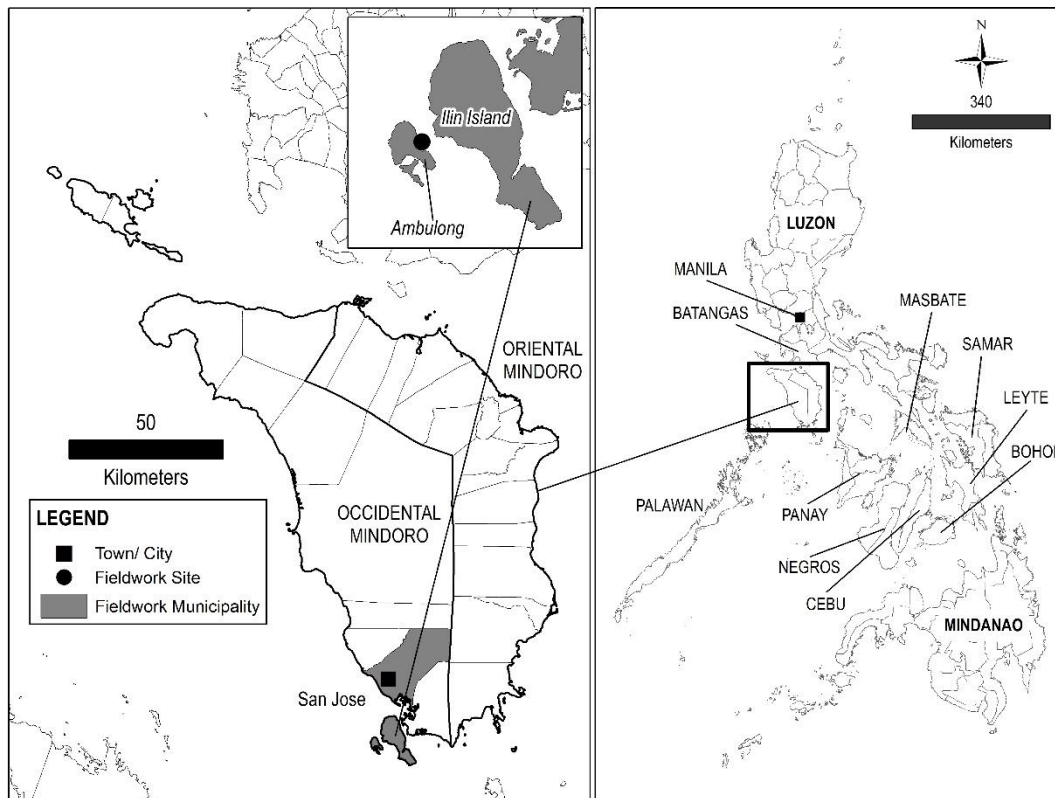 Ilin Island
Ambulong
ORIENTAL
MINDORO
50
Kilometers
OCCIDENTAL
MINDORO
LEGEND
Town/ City
Fieldwork Site
Fieldwork Municipality
San Jose
N
340
Kilometers
LUZON
MANILA
BATANGAS
MASBATE
SAMAR
LEYTE
BOHOL
PALAWAN
PANAY
NEGROS
CEBU
MINDANAO